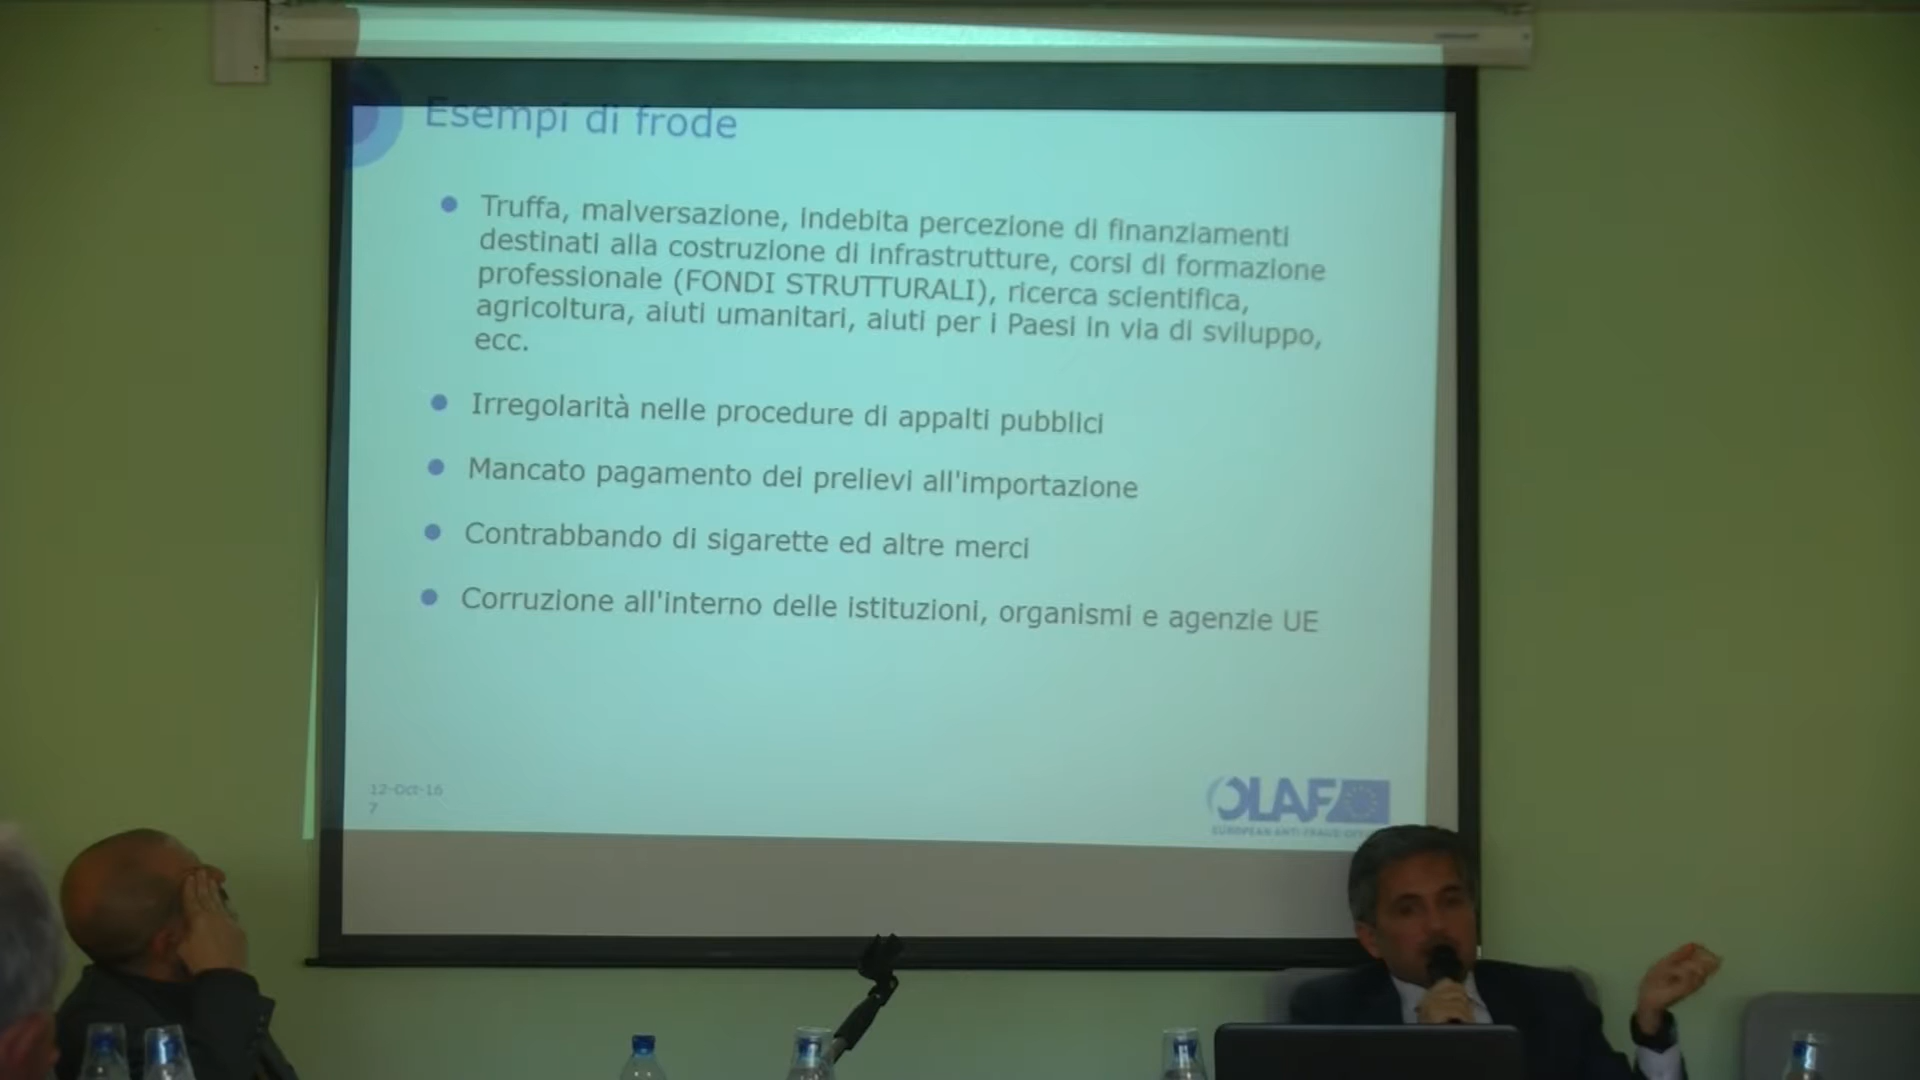 Esempi di frode
Truffa, malversazione, indebita percezione di finanziamenti
destinati alla costruzione di infrastrutture, corsi di formazione
professionale (FONDI STRUTTURALI), ricerca scientifica,
agricoltura, aiuti umanitari, aiuti per i Paesi in via di sviluppo,
ecc.
Irregolarità nelle procedure di appalti pubblici
Mancato pagamento dei prelievi all'importazione
Contrabbando di sigarette ed altre merci
Corruzione all'interno delle istituzioni, organismi e agenzie UE
12-Oct-16
7
OLAF
EUROPEAN ANTI-FRAUD